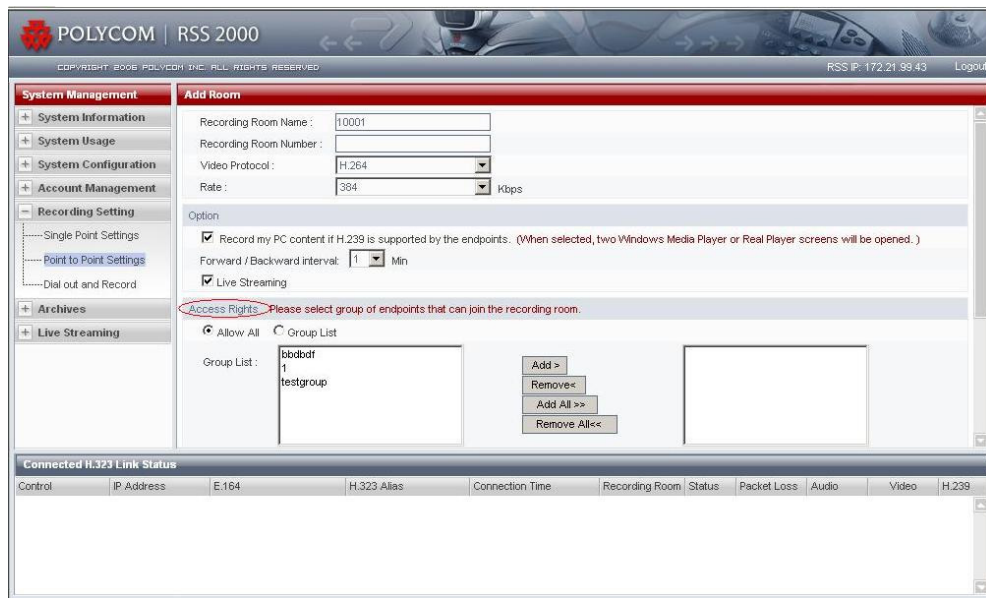 POLYCOM | RSS 2000
COPYRIGHT 2006 POLYCOM INC. ALL RIGHTS RESERVED
RSS IP: 172.21.99.43 Logout
System Management
+ System Information
+ System Usage
+ System Configuration
+ Account Management
− Recording Setting
Single Point Settings
Point to Point Settings
Dial out and Record
+ Archives
+ Live Streaming
Add Room
Recording Room Name : 10001
Recording Room Number :
Video Protocol : H.264
Rate : 384 Kbps
Option
Record my PC content if H.239 is supported by the endpoints. (When selected, two Windows Media Player or Real Player screens will be opened. )
Forward / Backward interval: 1 Min
Live Streaming
Access Rights Please select group of endpoints that can join the recording room.
Allow All Group List
Group List :
bbdbdf
1
testgroup
Add >
Remove<
Add All >>
Remove All<<
Connected H.323 Link Status
Control IP Address E.164 H.323 Alias Connection Time Recording Room Status Packet Loss Audio Video H.239